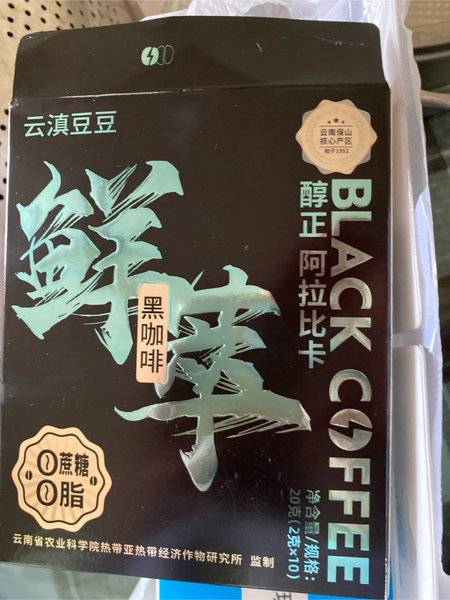 云滇豆豆
云南保山
核心产区
始于1952
鲜萃
黑咖啡
BLACK COFFEE
醇正 阿拉比卡
0蔗糖
0脂
净含量/规格:
20克(2克×10)
云南省农业科学院热带亚热带经济作物研究所 监制